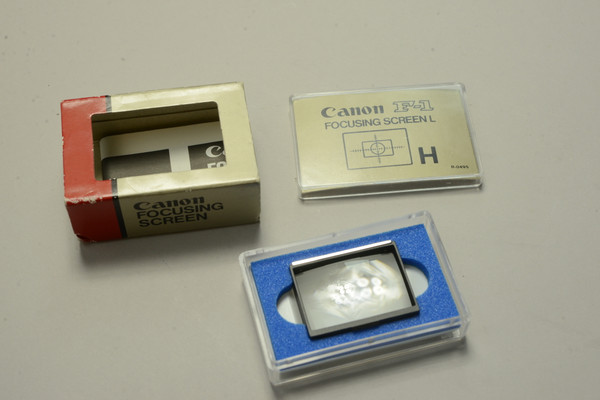 Canon
FOCUSING
SCREEN
Canon F-1
FOCUSING SCREEN L
H